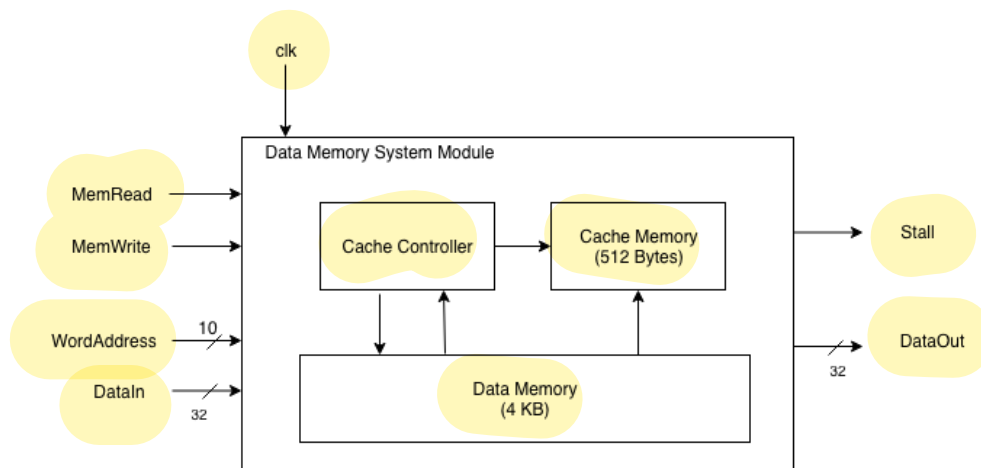 clk
Data Memory System Module
MemRead
MemWrite
Cache Controller
Cache Memory
(512 Bytes)
Stall
WordAddress
10
DataIn
32
Data Memory
(4 KB)
DataOut
32